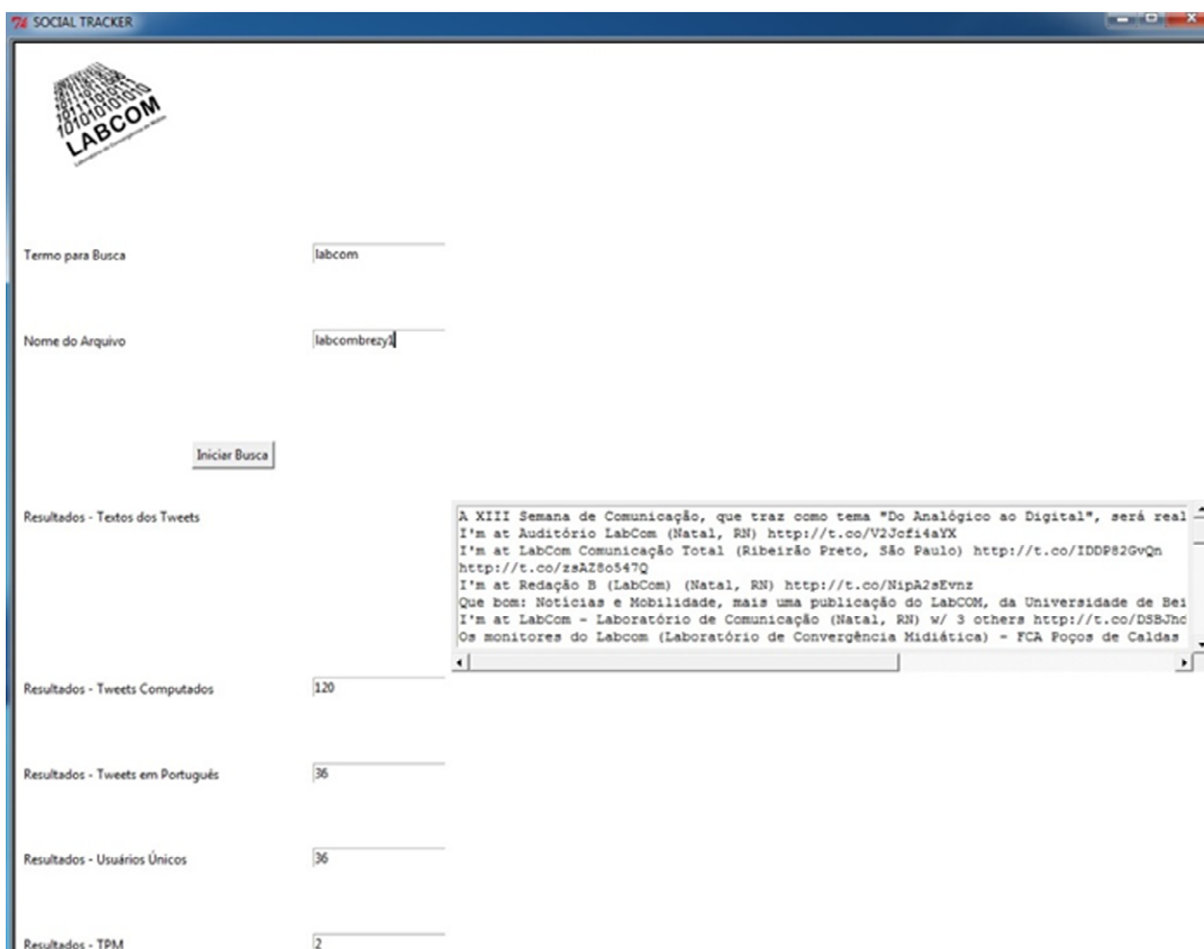 SOCIAL TRACKER
LABCOM
Termo para Busca
labcom
Nome do Arquivo
labcombrezy1
Iniciar Busca
Resultados - Textos dos Tweets
A XIII Semana de Comunicação, que traz como tema "Do Analógico ao Digital", será real
I'm at Auditório LabCom (Natal, RN) http://t.co/V2Jcfi4aYX
I'm at LabCom Comunicação Total (Ribeirão Preto, São Paulo) http://t.co/IDDP82GvQn
http://t.co/zsAZ8o547Q
I'm at Redação B (LabCom) (Natal, RN) http://t.co/NipA2sEvnz
Que bom: Notícias e Mobilidade, mais uma publicação do LabCOM, da Universidade de Bei
I'm at LabCom - Laboratório de Comunicação (Natal, RN) w/ 3 others http://t.co/DSBJhd
Os monitores do Labcom (Laboratório de Convergência Midiática) - FCA Poços de Caldas
Resultados - Tweets Computados
120
Resultados - Tweets em Português
36
Resultados - Usuários Únicos
36
Resultados - TPM
2